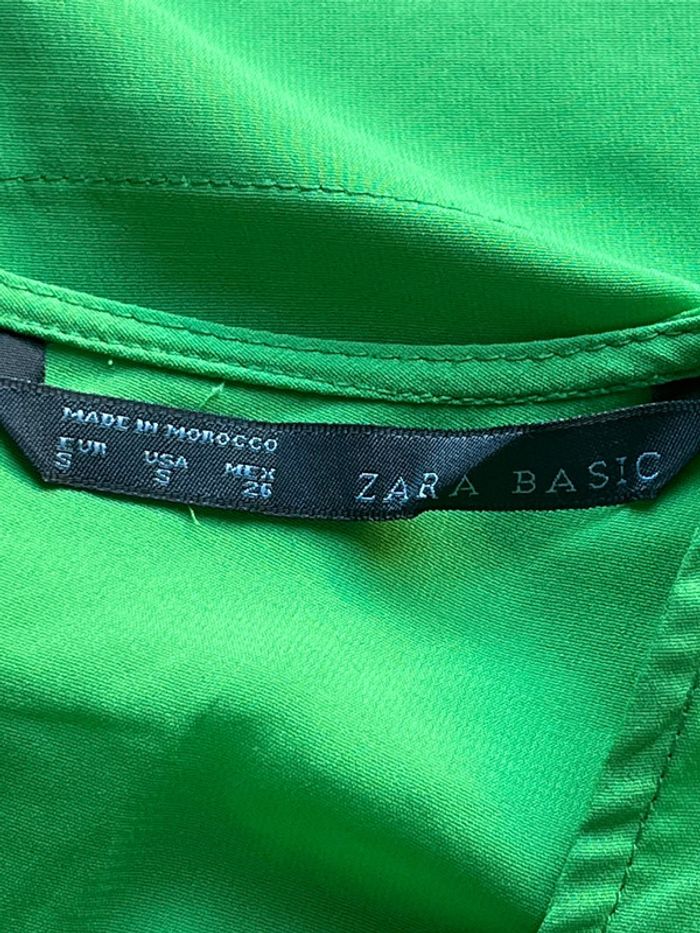 MADE IN MOROCCO
EUR USA MEX
S S 26
ZARA BASIC